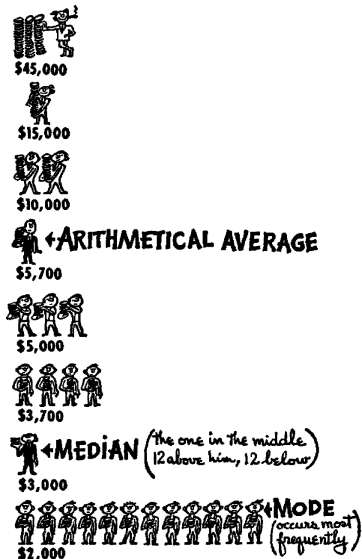 $45,000
$15,000
$10,000
←ARITHMETICAL AVERAGE
$5,700
$5,000
$3,700
←MEDIAN (the one in the middle
12 above him, 12 below)
$3,000
←MODE
(occurs most
frequently)
$2,000